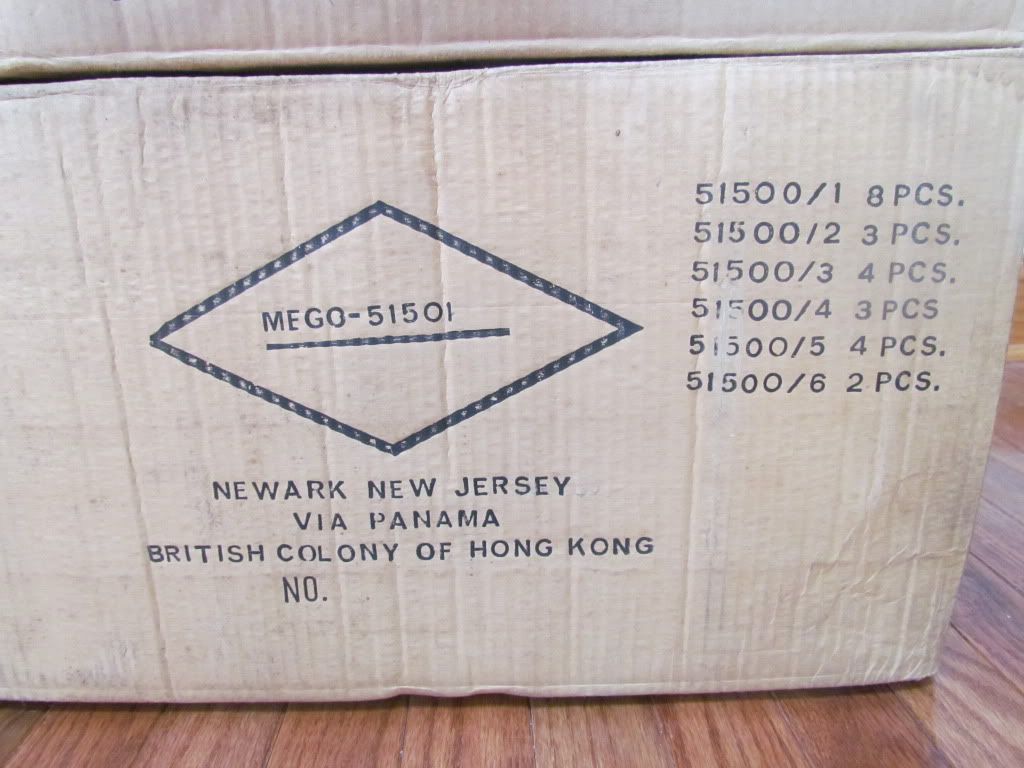 MEGO-51501
NEWARK NEW JERSEY
VIA PANAMA
BRITISH COLONY OF HONG KONG
NO.
51500/1 8 PCS.
51500/2 3 PCS.
51500/3 4 PCS.
51500/4 3 PCS
51500/5 4 PCS.
51500/6 2 PCS.